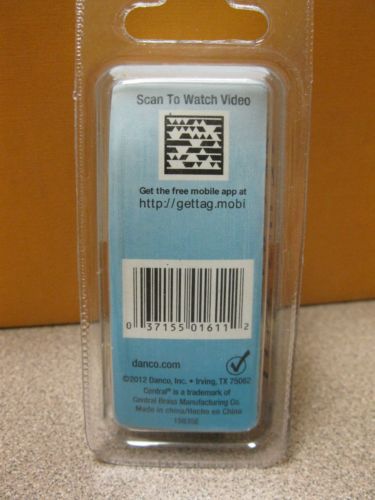 Scan To Watch Video
Get the free mobile app at
http://gettag.mobi
0 37155 01611 2
danco.com
©2012 Danco, Inc. • Irving, TX 75062
Central® is a trademark of
Central Brass Manufacturing Co.
Made in china/Hecho en China